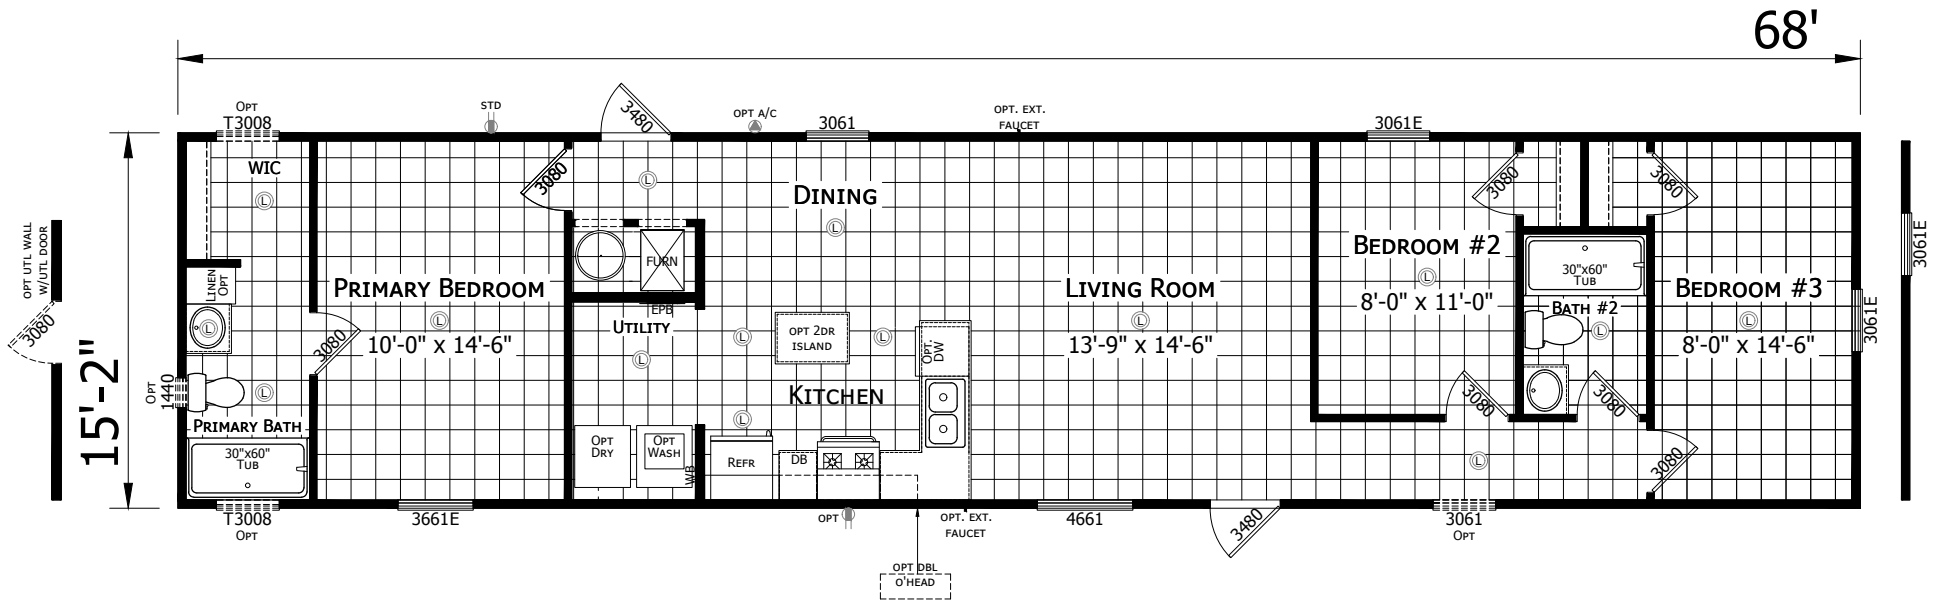 68'
15'-2"
OPT
T3008
STD
3480
OPT A/C
3061
OPT. EXT.
FAUCET
3061E
WIC
L
3080
L
DINING
L
3080
3080
OPT UTL WALL
W/UTL DOOR
3080
LINEN
OPT
L
PRIMARY BEDROOM
L
10'-0" x 14'-6"
3080
FURN
EPB
UTILITY
L
L
OPT 2DR
ISLAND
L
OPT.
DW
KITCHEN
L
LIVING ROOM
L
13'-9" x 14'-6"
BEDROOM #2
L
8'-0" x 11'-0"
30"x60"
TUB
BATH #2
L
BEDROOM #3
L
8'-0" x 14'-6"
3061E
3061E
OPT
1440
L
PRIMARY BATH
30"x60"
TUB
OPT
DRY
OPT
WASH
WB
REFR
DB
3080
3080
L
3080
T3008
OPT
3661E
OPT
OPT. EXT.
FAUCET
4661
3480
3061
OPT
OPT DBL
O'HEAD